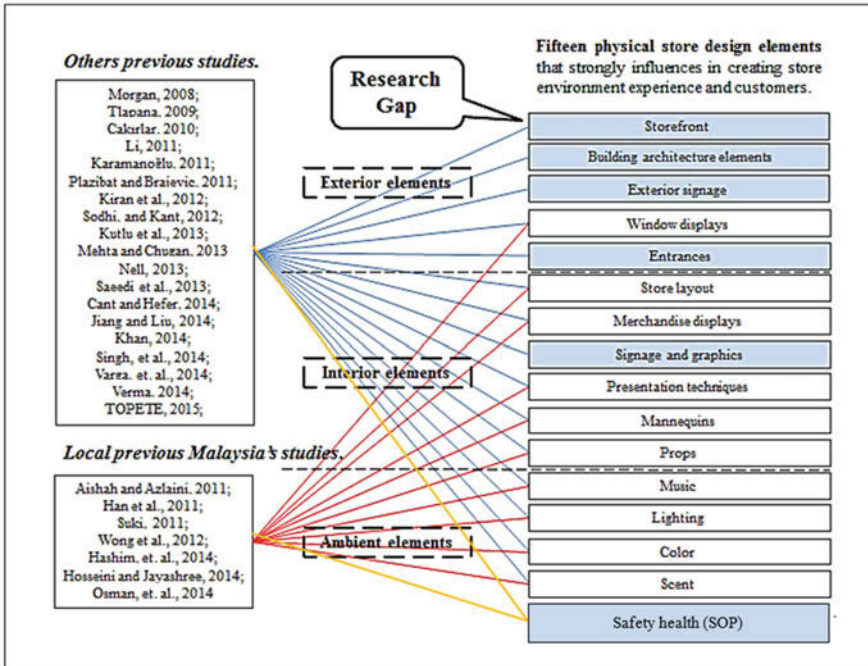 Others previous studies.
Morgan, 2008;
Tlapana, 2009;
Cakırlar, 2010;
Li, 2011;
Karamanoğlu, 2011;
Plazibat and Brajevic, 2011;
Kiran et al., 2012;
Sodhi, and Kant, 2012;
Kutlu et al., 2013;
Mehta and Chugan, 2013
Nell, 2013;
Saeedi et al., 2013;
Cant and Hefer, 2014;
Jiang and Liu, 2014;
Khan, 2014;
Singh, et al., 2014;
Varga, et. al., 2014;
Verma, 2014;
TOPETE, 2015;
Local previous Malaysia's studies.
Aishah and Azlaini, 2011;
Han et al., 2011;
Suki, 2011;
Wong et al., 2012;
Hashim, et. al., 2014;
Hosseini and Jayashree, 2014;
Osman, et. al., 2014
Research
Gap
Exterior elements
Interior elements
Ambient elements
Fifteen physical store design elements
that strongly influences in creating store
environment experience and customers.
Storefront
Building architecture elements
Exterior signage
Window displays
Entrances
Store layout
Merchandise displays
Signage and graphics
Presentation techniques
Mannequins
Props
Music
Lighting
Color
Scent
Safety health (SOP)